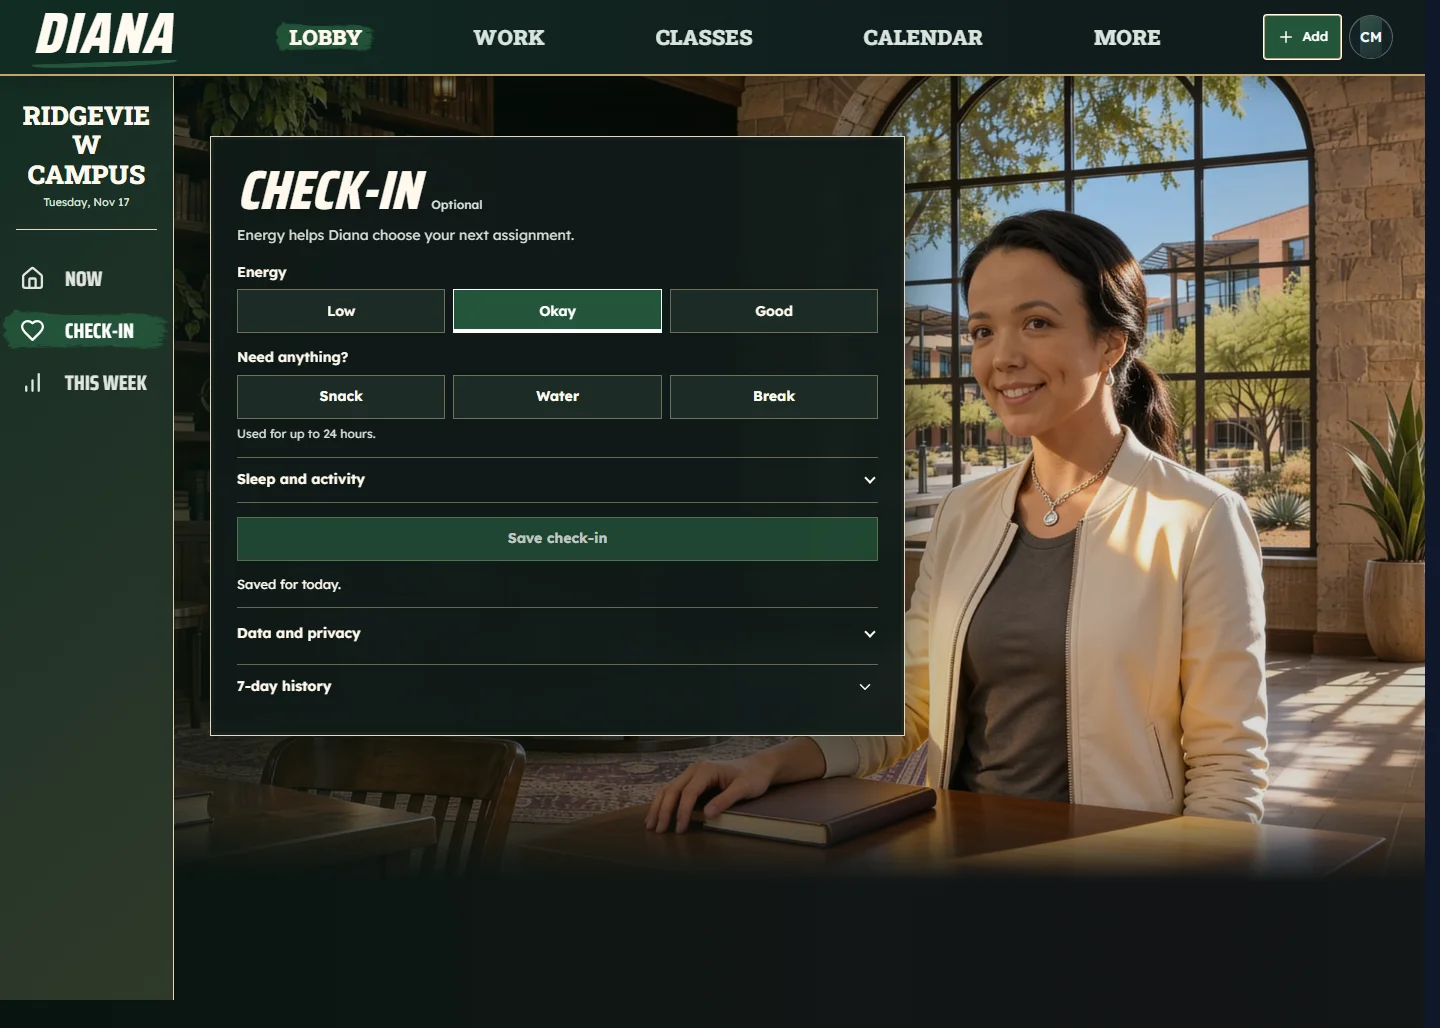 DIANA
LOBBY
WORK
CLASSES
CALENDAR
MORE
Add
CM
RIDGEVIE
W
CAMPUS
Tuesday, Nov 17
NOW
CHECK-IN
THIS WEEK
CHECK-IN Optional
Energy helps Diana choose your next assignment.
Energy
Low
Okay
Good
Need anything?
Snack
Water
Break
Used for up to 24 hours.
Sleep and activity
Save check-in
Saved for today.
Data and privacy
7-day history